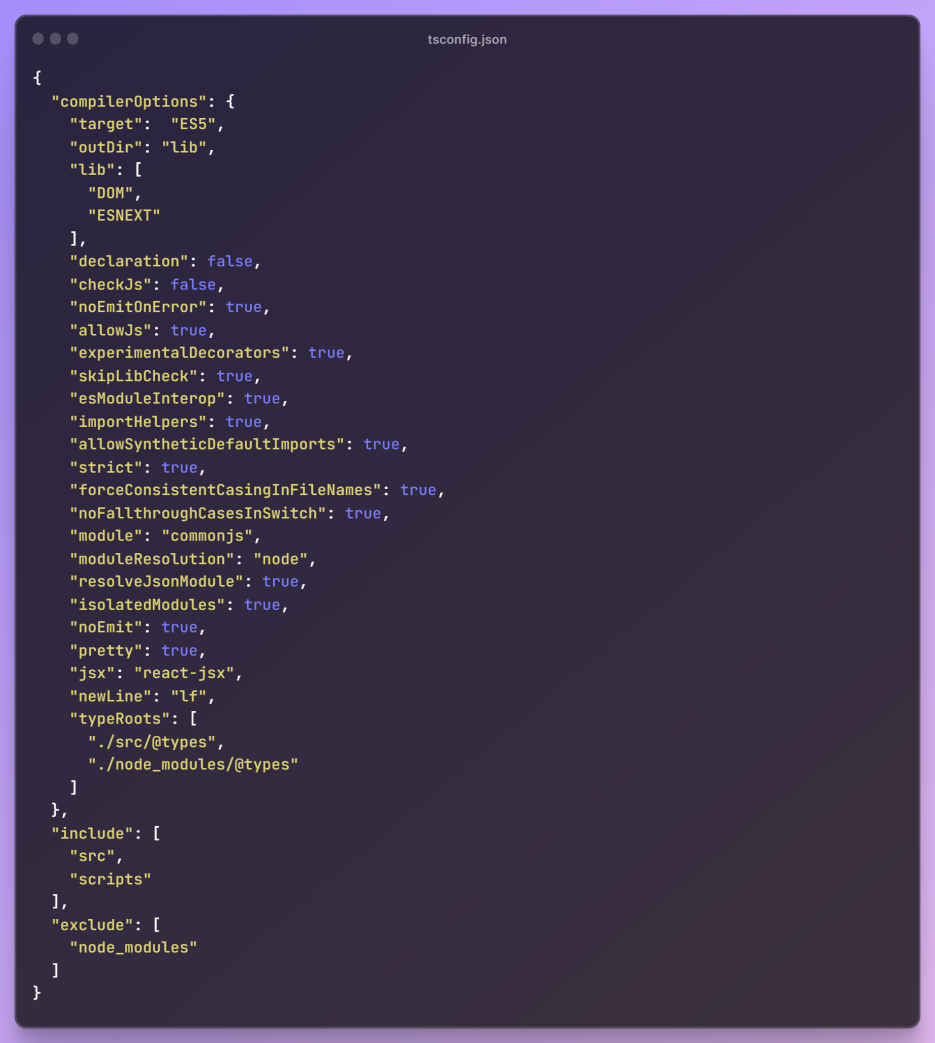 tsconfig.json
{
  "compilerOptions": {
    "target":  "ES5",
    "outDir": "lib",
    "lib": [
      "DOM",
      "ESNEXT"
    ],
    "declaration": false,
    "checkJs": false,
    "noEmitOnError": true,
    "allowJs": true,
    "experimentalDecorators": true,
    "skipLibCheck": true,
    "esModuleInterop": true,
    "importHelpers": true,
    "allowSyntheticDefaultImports": true,
    "strict": true,
    "forceConsistentCasingInFileNames": true,
    "noFallthroughCasesInSwitch": true,
    "module": "commonjs",
    "moduleResolution": "node",
    "resolveJsonModule": true,
    "isolatedModules": true,
    "noEmit": true,
    "pretty": true,
    "jsx": "react-jsx",
    "newLine": "lf",
    "typeRoots": [
      "./src/@types",
      "./node_modules/@types"
    ]
  },
  "include": [
    "src",
    "scripts"
  ],
  "exclude": [
    "node_modules"
  ]
}